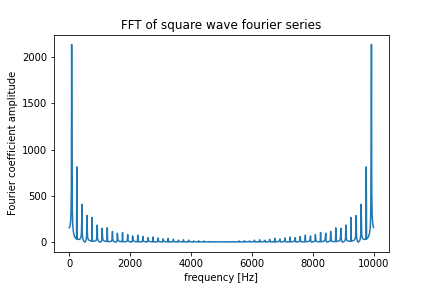 FFT of square wave fourier series
Fourier coefficient amplitude
2000
1500
1000
500
0
0 2000 4000 6000 8000 10000
frequency [Hz]